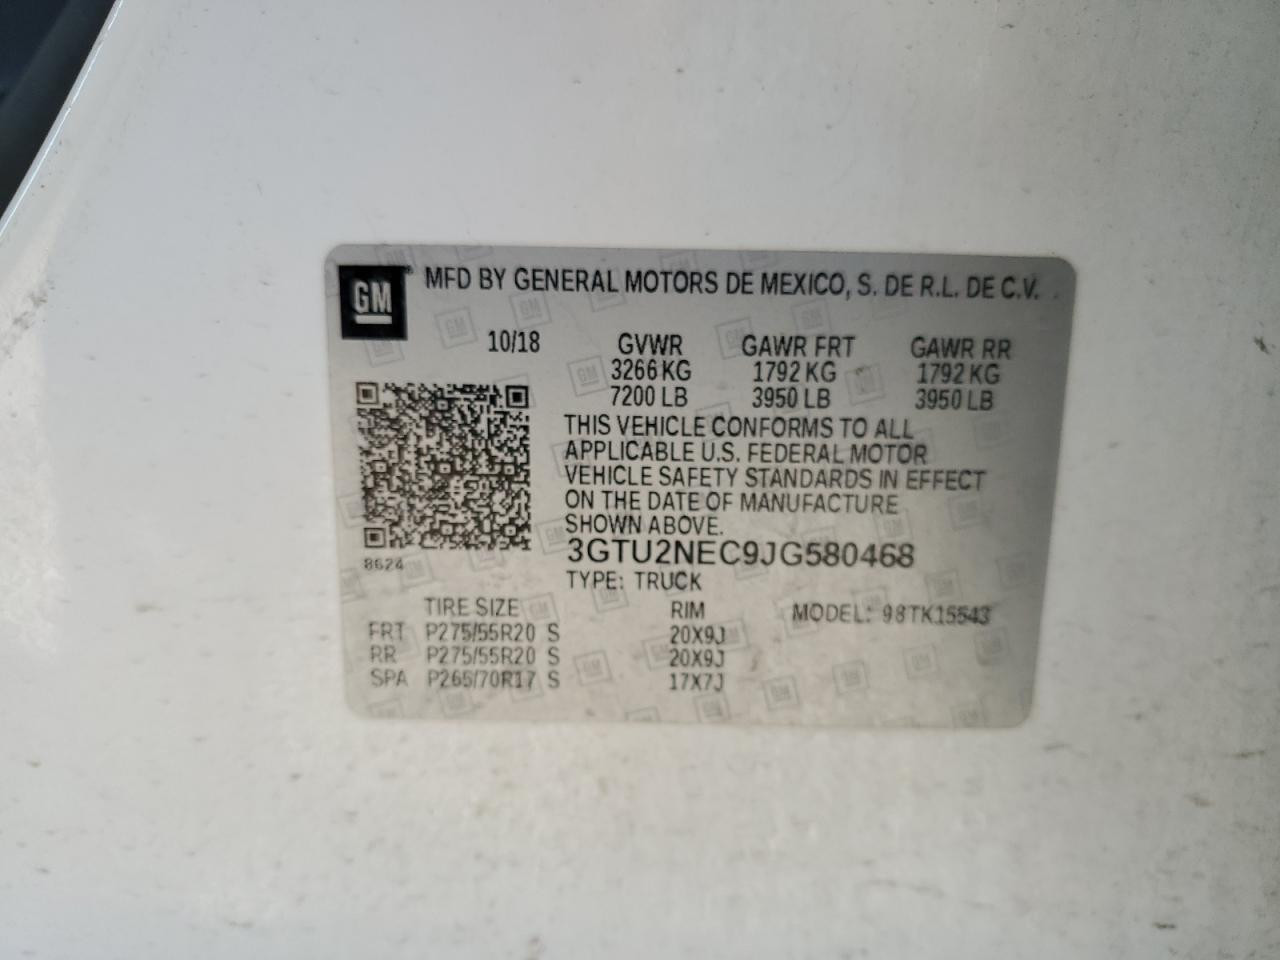 GM® MFD BY GENERAL MOTORS DE MEXICO, S. DE R.L. DE C.V.
10/18 GVWR GAWR FRT GAWR RR
3266 KG 1792 KG 1792 KG
7200 LB 3950 LB 3950 LB
THIS VEHICLE CONFORMS TO ALL
APPLICABLE U.S. FEDERAL MOTOR
VEHICLE SAFETY STANDARDS IN EFFECT
ON THE DATE OF MANUFACTURE
SHOWN ABOVE.
3GTU2NEC9JG580468
8624
TYPE: TRUCK
TIRE SIZE RIM MODEL: 98TK15543
FRT P275/55R20 S 20X9J
RR P275/55R20 S 20X9J
SPA P265/70R17 S 17X7J